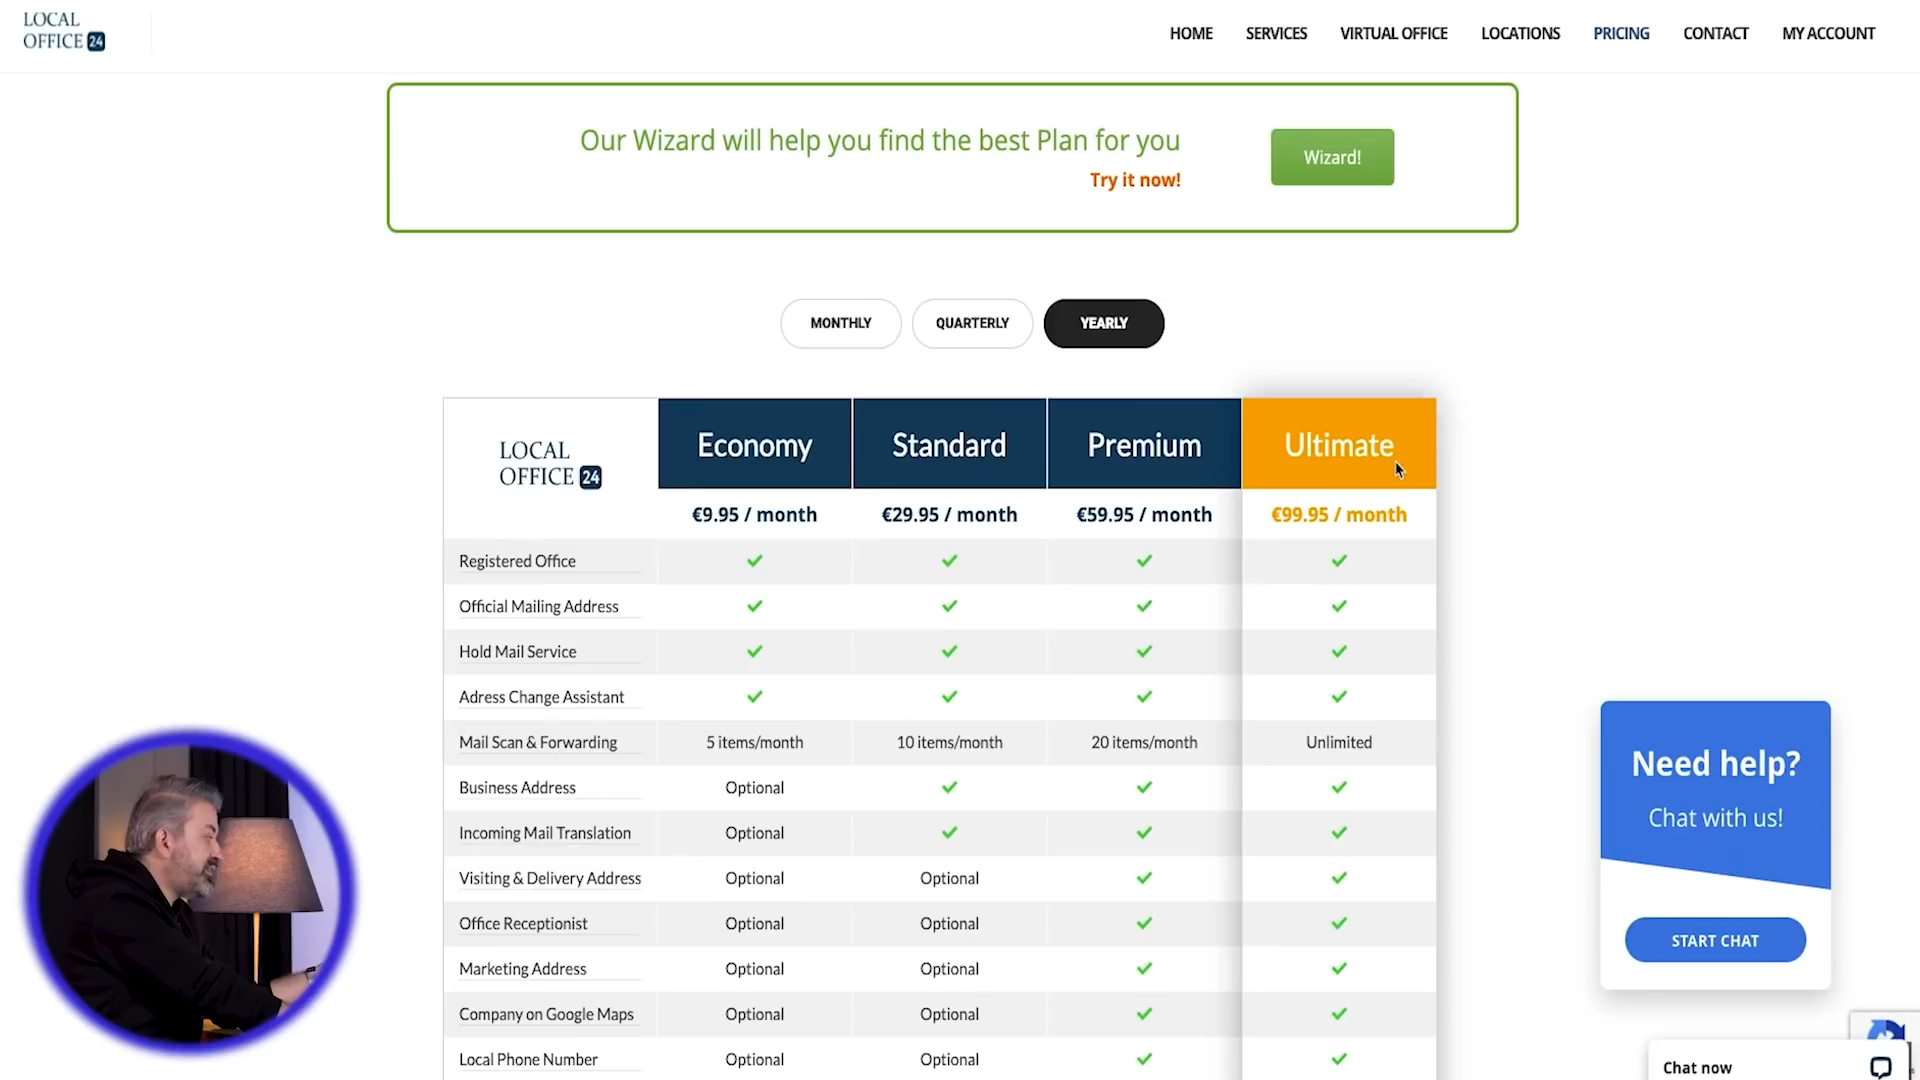 LOCAL
OFFICE 24
HOME SERVICES VIRTUAL OFFICE LOCATIONS PRICING CONTACT MY ACCOUNT
Our Wizard will help you find the best Plan for you
Try it now!
Wizard!
MONTHLY QUARTERLY YEARLY
LOCAL
OFFICE 24
Economy Standard Premium Ultimate
€9.95 / month €29.95 / month €59.95 / month €99.95 / month
Registered Office
Official Mailing Address
Hold Mail Service
Adress Change Assistant
Mail Scan & Forwarding 5 items/month 10 items/month 20 items/month Unlimited
Business Address Optional
Incoming Mail Translation Optional
Visiting & Delivery Address Optional Optional
Office Receptionist Optional Optional
Marketing Address Optional Optional
Company on Google Maps Optional Optional
Local Phone Number Optional Optional
Need help?
Chat with us!
START CHAT
Chat now